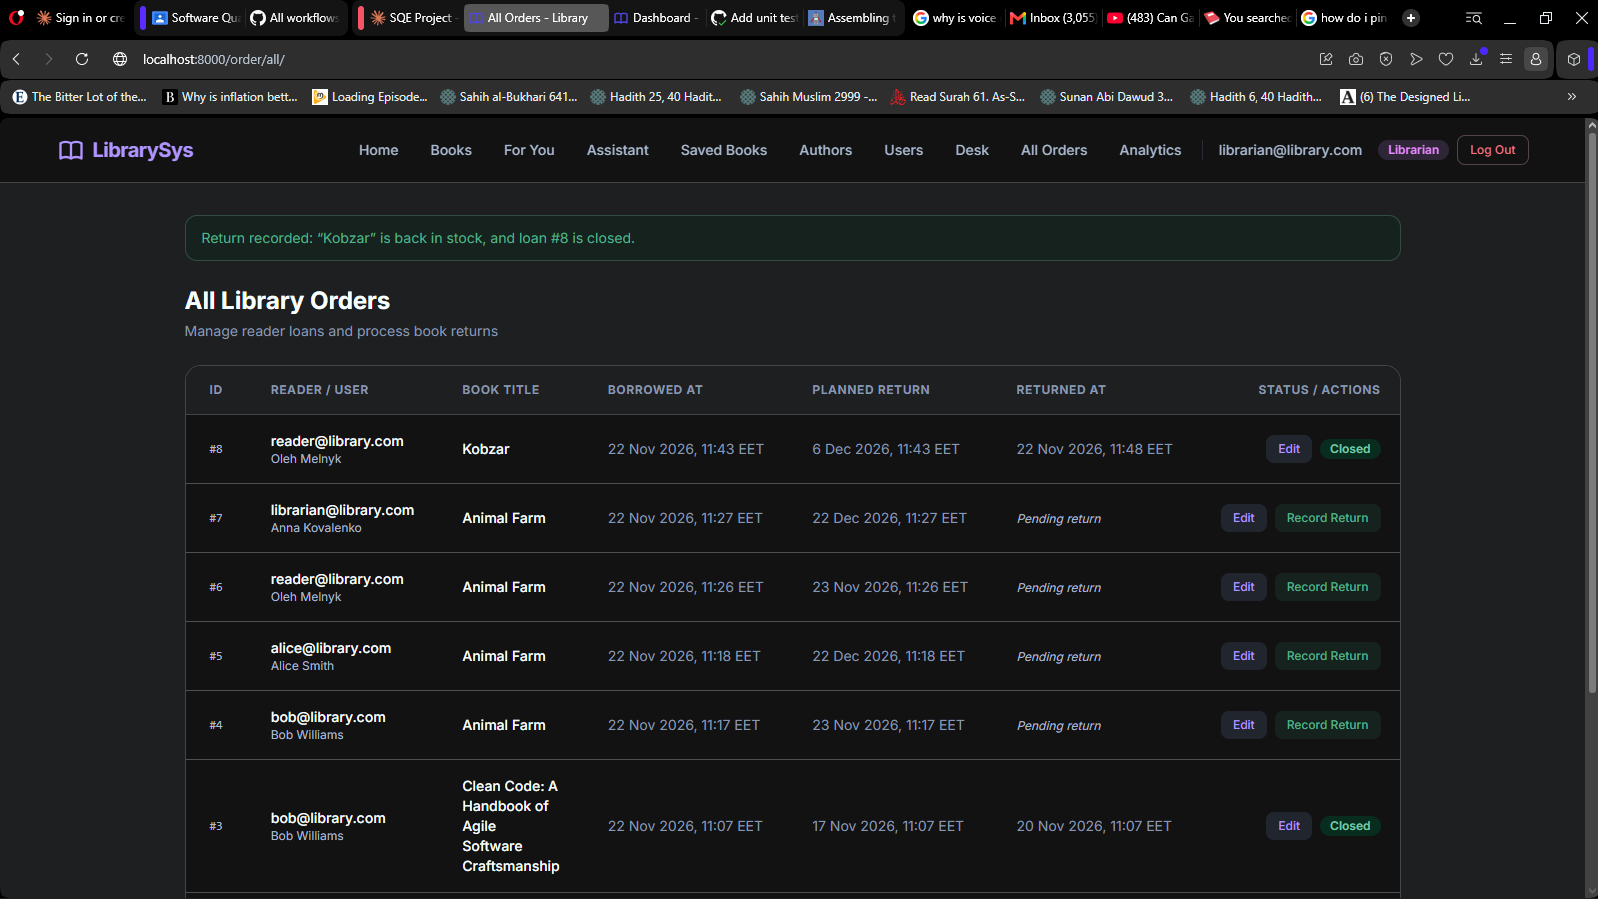 Sign in or cre
Software Qua
All workflows
SQE Project -
All Orders - Library
Dashboard -
Add unit test
Assembling
why is voice
Inbox (3,055)
(483) Can Ga
You searched
how do i pin
localhost:8000/order/all/
The Bitter Lot of the...
Why is inflation bett...
Loading Episode...
Sahih al-Bukhari 641...
Hadith 25, 40 Hadit...
Sahih Muslim 2999 -...
Read Surah 61. As-S...
Sunan Abi Dawud 3...
Hadith 6, 40 Hadith...
(6) The Designed Li...
LibrarySys
Home
Books
For You
Assistant
Saved Books
Authors
Users
Desk
All Orders
Analytics
librarian@library.com
Librarian
Log Out
Return recorded: “Kobzar” is back in stock, and loan #8 is closed.
All Library Orders
Manage reader loans and process book returns
ID READER / USER BOOK TITLE BORROWED AT PLANNED RETURN RETURNED AT STATUS / ACTIONS
#8 reader@library.com Kobzar 22 Nov 2026, 11:43 EET 6 Dec 2026, 11:43 EET 22 Nov 2026, 11:48 EET Edit Closed
Oleh Melnyk
#7 librarian@library.com Animal Farm 22 Nov 2026, 11:27 EET 22 Dec 2026, 11:27 EET Pending return Edit Record Return
Anna Kovalenko
#6 reader@library.com Animal Farm 22 Nov 2026, 11:26 EET 23 Nov 2026, 11:26 EET Pending return Edit Record Return
Oleh Melnyk
#5 alice@library.com Animal Farm 22 Nov 2026, 11:18 EET 22 Dec 2026, 11:18 EET Pending return Edit Record Return
Alice Smith
#4 bob@library.com Animal Farm 22 Nov 2026, 11:17 EET 23 Nov 2026, 11:17 EET Pending return Edit Record Return
Bob Williams
#3 bob@library.com
Bob Williams
Clean Code: A
Handbook of
Agile
Software
Craftsmanship
22 Nov 2026, 11:07 EET 17 Nov 2026, 11:07 EET 20 Nov 2026, 11:07 EET Edit Closed